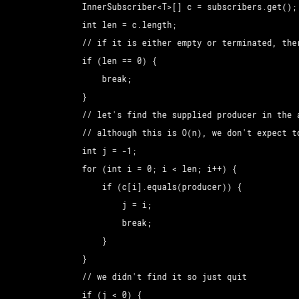 InnerSubscriber<T>[] c = subscribers.get();
int len = c.length;
// if it is either empty or terminated, ther
if (len == 0) {
break;
}
// let's find the supplied producer in the a
// although this is O(n), we don't expect to
int j = -1;
for (int i = 0; i < len; i++) {
if (c[i].equals(producer)) {
j = i;
break;
}
}
// we didn't find it so just quit
if (j < 0) {